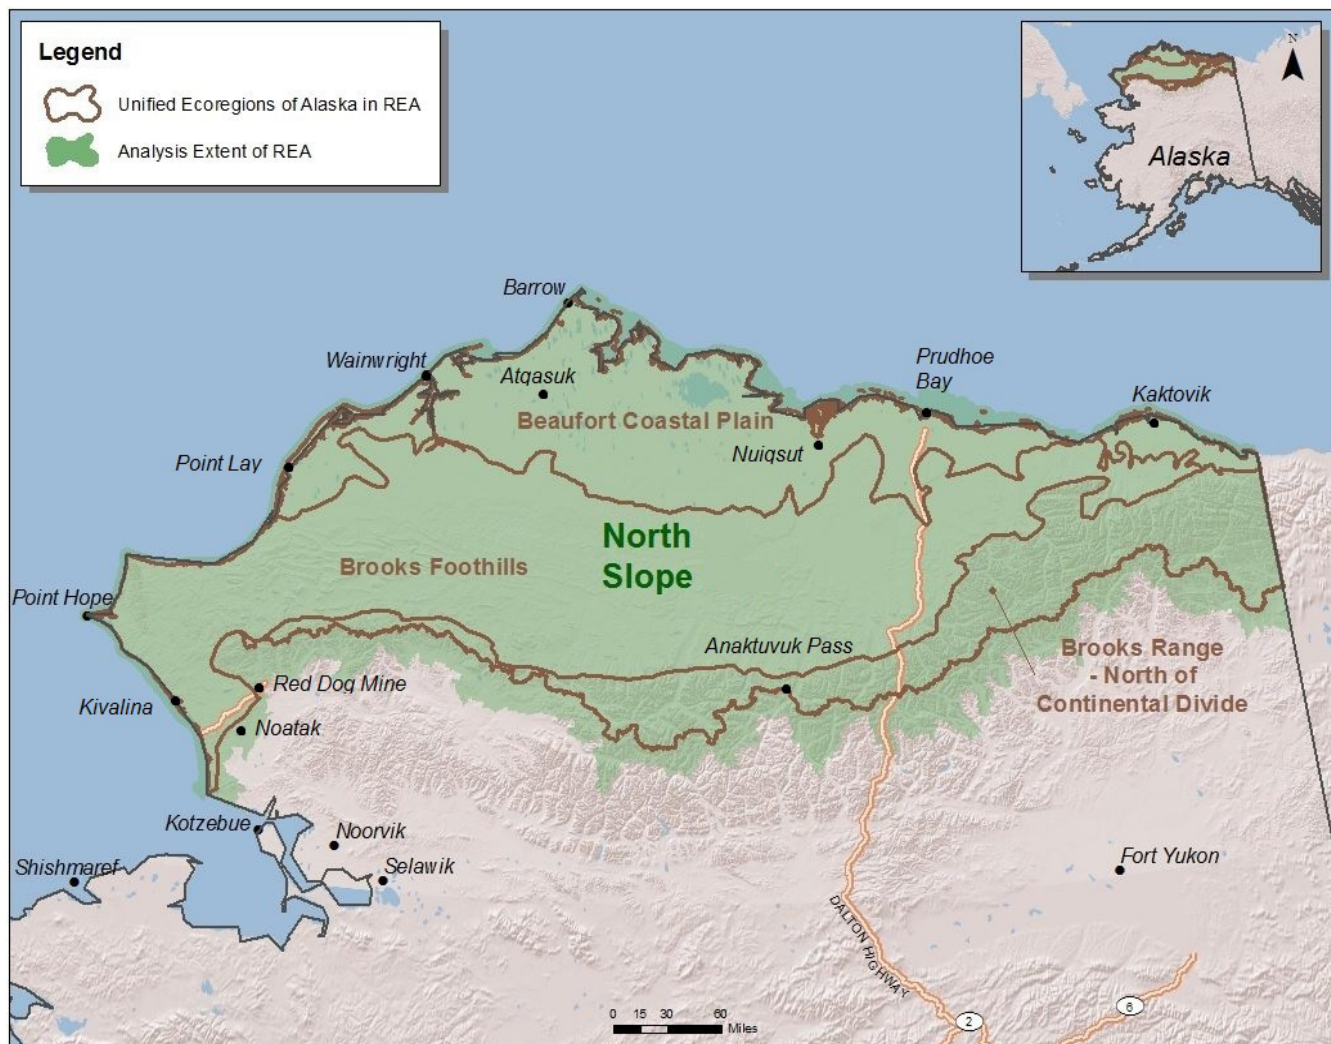 Legend
Unified Ecoregions of Alaska in REA
Analysis Extent of REA
N
Alaska
Barrow
Wainwright
Atqasuk
Prudhoe
Bay
Kaktovik
Beaufort Coastal Plain
Nuiqsut
Point Lay
North
Slope
Brooks Foothills
Point Hope
Anaktuvuk Pass
Brooks Range
- North of
Continental Divide
Red Dog Mine
Kivalina
Noatak
Kotzebue
Noorvik
Shishmaref
Selawik
Fort Yukon
DALTON HIGHWAY
6
2
0 15 30 60
Miles